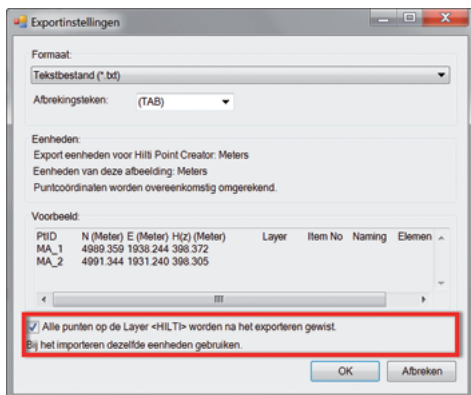 Exportinstellingen
Formaat:
Tekstbestand (*.txt)
Afbrekingsteken: (TAB)
Eenheden:
Export eenheden voor Hilti Point Creator: Meters
Eenheden van deze afbeelding: Meters
Puntcoördinaten worden overeenkomstig omgerekend.
Voorbeeld:
PtID N (Meter) E (Meter) H(z) (Meter) Layer Item No Naming Elemen
MA_1 4989.359 1938.244 398.372
MA_2 4991.344 1931.240 398.305
Alle punten op de Layer <HILTI> worden na het exporteren gewist.
Bij het importeren dezelfde eenheden gebruiken.
OK Afbreken